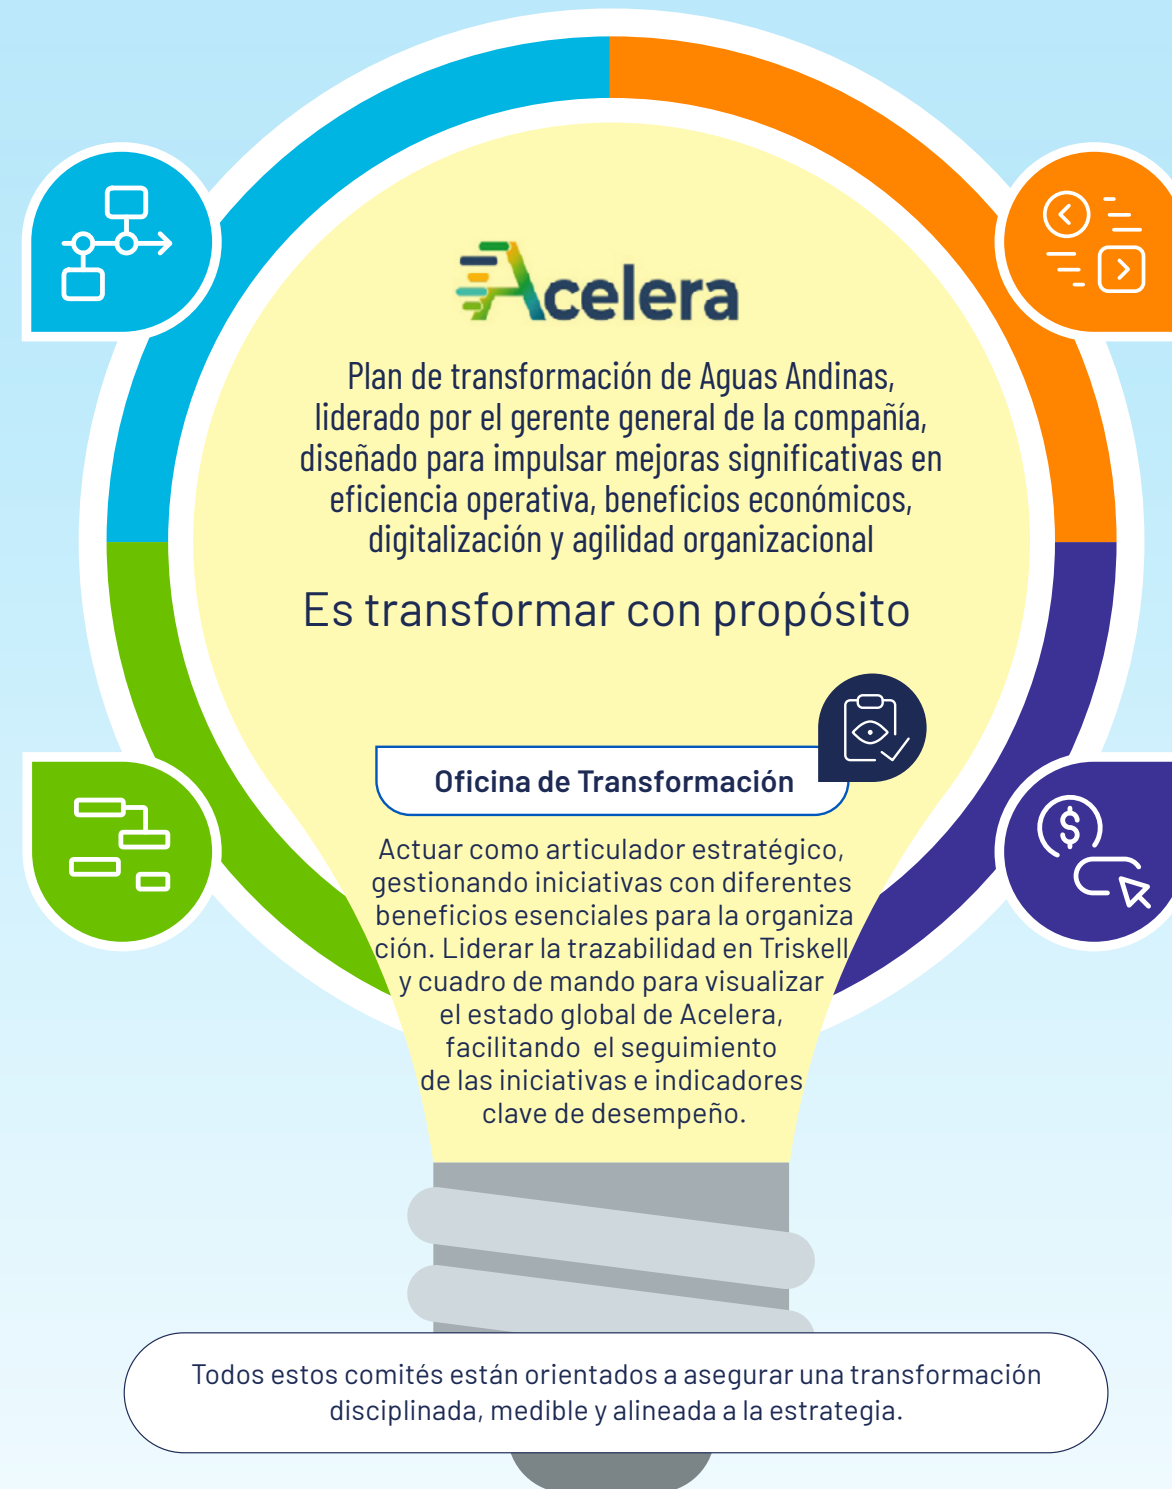 Acelera
Plan de transformación de Aguas Andinas,
liderado por el gerente general de la compañía,
diseñado para impulsar mejoras significativas en
eficiencia operativa, beneficios económicos,
digitalización y agilidad organizacional
Es transformar con propósito
Oficina de Transformación
Actuar como articulador estratégico,
gestionando iniciativas con diferentes
beneficios esenciales para la organiza
ción. Liderar la trazabilidad en Triskell
y cuadro de mando para visualizar
el estado global de Acelera,
facilitando el seguimiento
de las iniciativas e indicadores
clave de desempeño.
Todos estos comités están orientados a asegurar una transformación
disciplinada, medible y alineada a la estrategia.